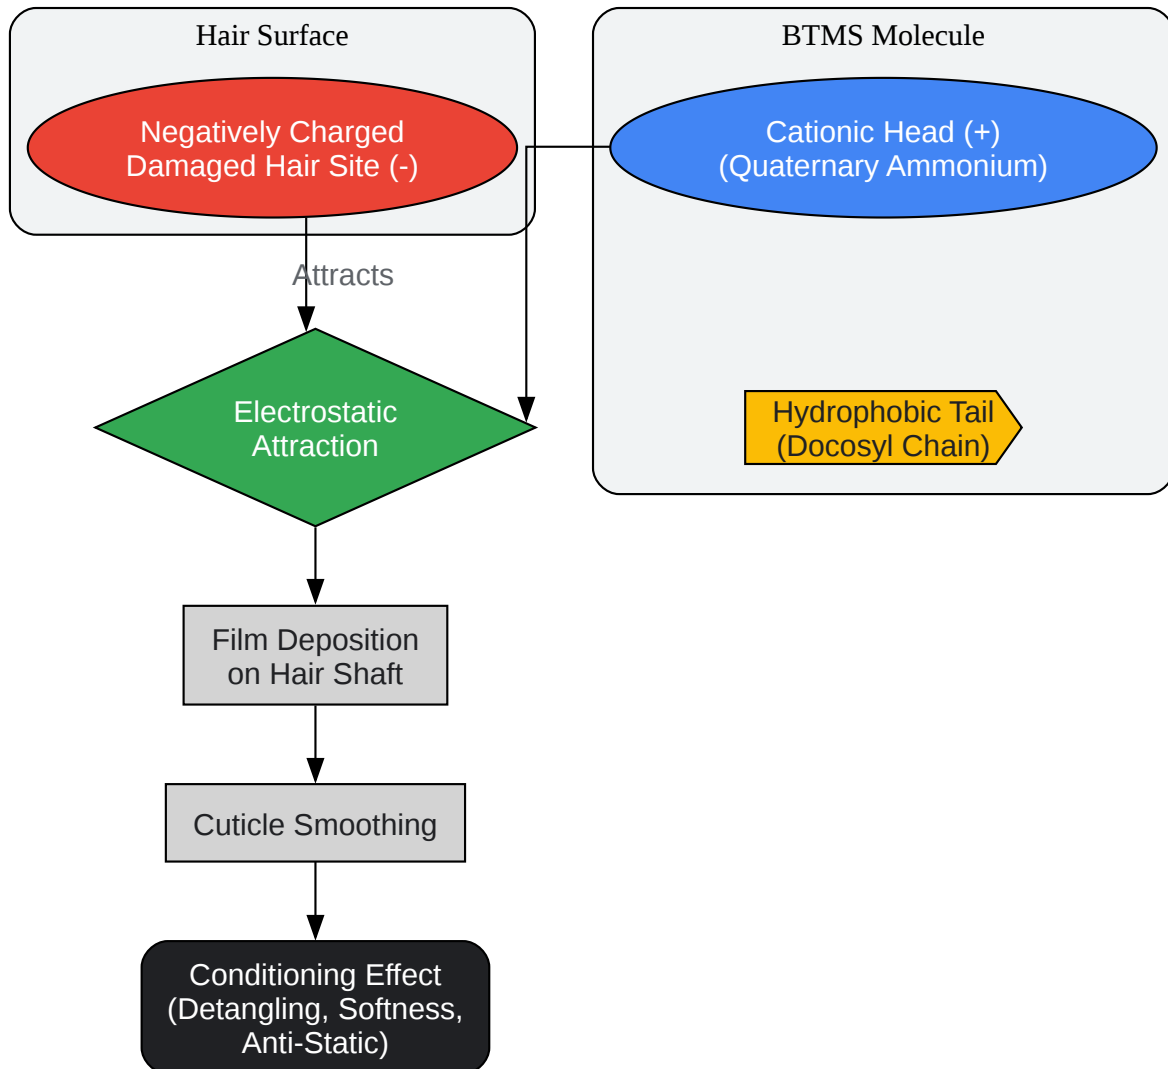 Hair Surface
BTMS Molecule
Negatively Charged
Damaged Hair Site (-)
Cationic Head (+)
(Quaternary Ammonium)
Attracts
Electrostatic
Attraction
Hydrophobic Tail
(Docosyl Chain)
Film Deposition
on Hair Shaft
Cuticle Smoothing
Conditioning Effect
(Detangling, Softness,
Anti-Static)